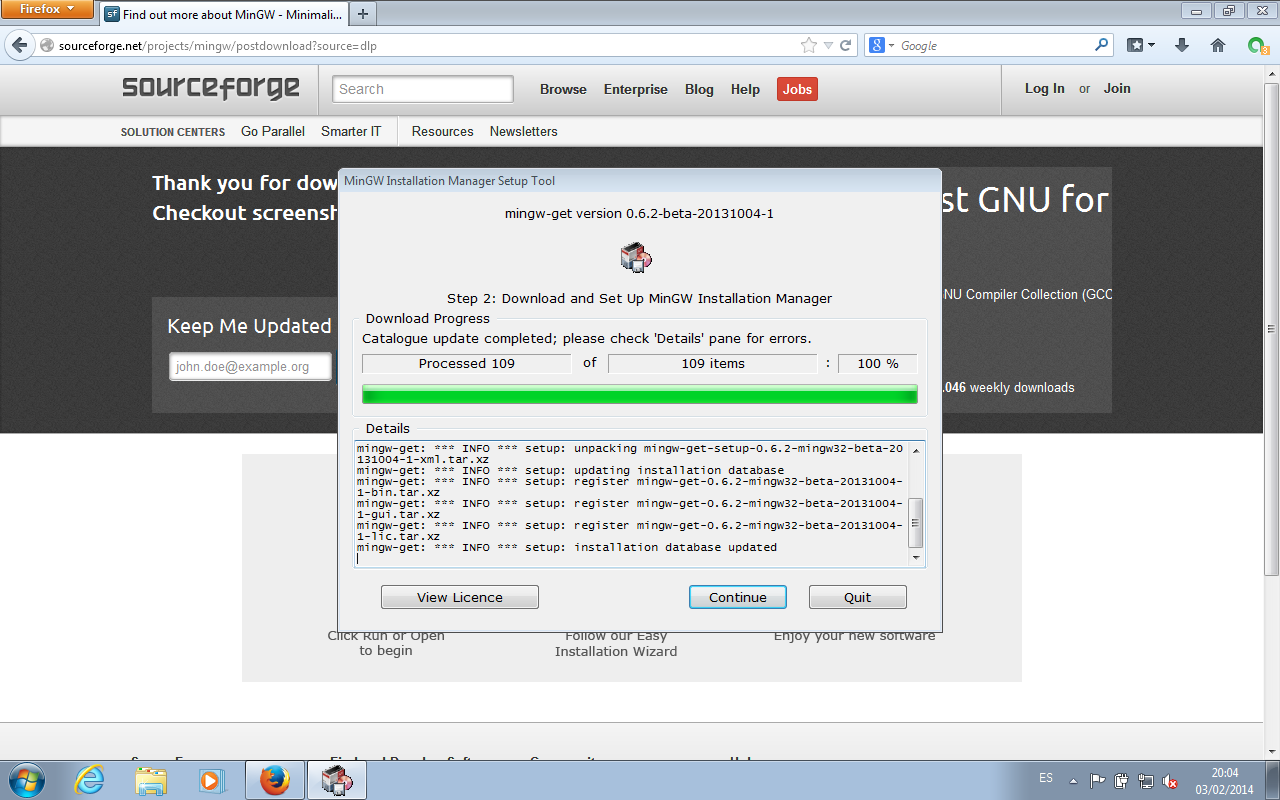 Firefox
Find out more about MinGW - Minimali...
sourceforge.net/projects/mingw/postdownload?source=dlp
Google
3
sourceforge
Search
Browse
Enterprise
Blog
Help
Jobs
Log In or Join
SOLUTION CENTERS
Go Parallel
Smarter IT
Resources
Newsletters
Thank you for dow
Checkout screensh
st GNU for
NU Compiler Collection (GCC
Keep Me Updated
john.doe@example.org
.046 weekly downloads
MinGW Installation Manager Setup Tool
mingw-get version 0.6.2-beta-20131004-1
Step 2: Download and Set Up MinGW Installation Manager
Download Progress
Catalogue update completed; please check 'Details' pane for errors.
Processed 109 of 109 items : 100 %
Details
mingw-get: *** INFO *** setup: unpacking mingw-get-setup-0.6.2-mingw32-beta-20
131004-1-xml.tar.xz
mingw-get: *** INFO *** setup: updating installation database
mingw-get: *** INFO *** setup: register mingw-get-0.6.2-mingw32-beta-20131004-
1-bin.tar.xz
mingw-get: *** INFO *** setup: register mingw-get-0.6.2-mingw32-beta-20131004-
1-gui.tar.xz
mingw-get: *** INFO *** setup: register mingw-get-0.6.2-mingw32-beta-20131004-
1-lic.tar.xz
mingw-get: *** INFO *** setup: installation database updated
View Licence
Continue
Quit
Click Run or Open
to begin
Follow our Easy
Installation Wizard
Enjoy your new software
ES
20:04
03/02/2014